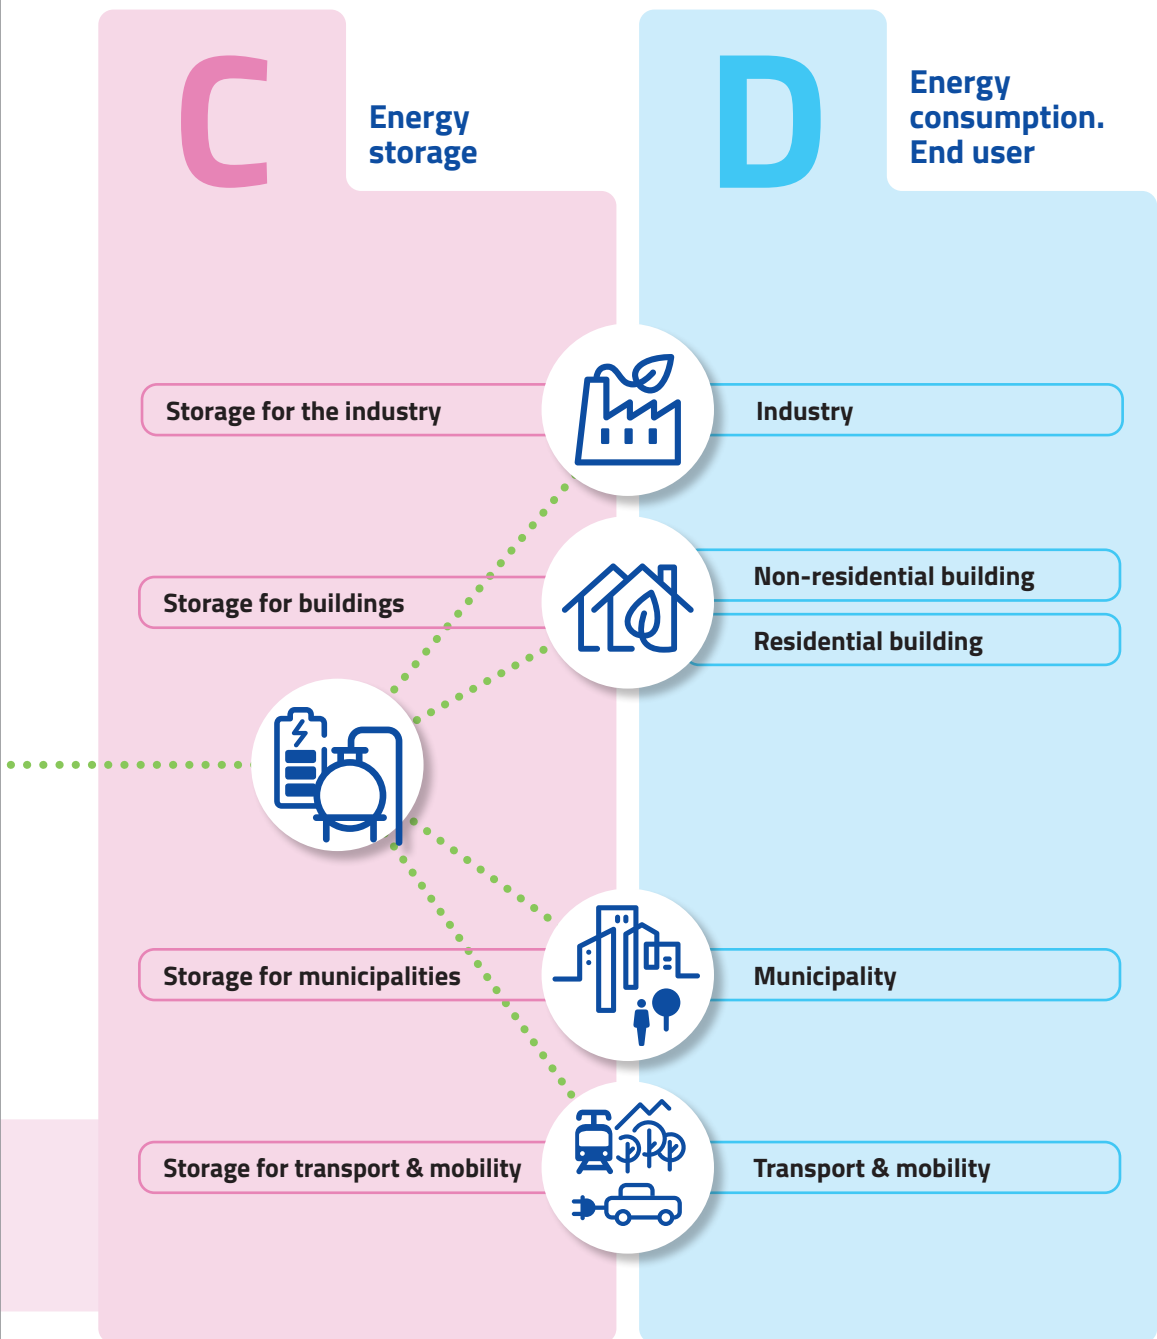 C
Energy
storage
D
Energy
consumption.
End user
Storage for the industry
Industry
Storage for buildings
Non-residential building
Residential building
Storage for municipalities
Municipality
Storage for transport & mobility
Transport & mobility